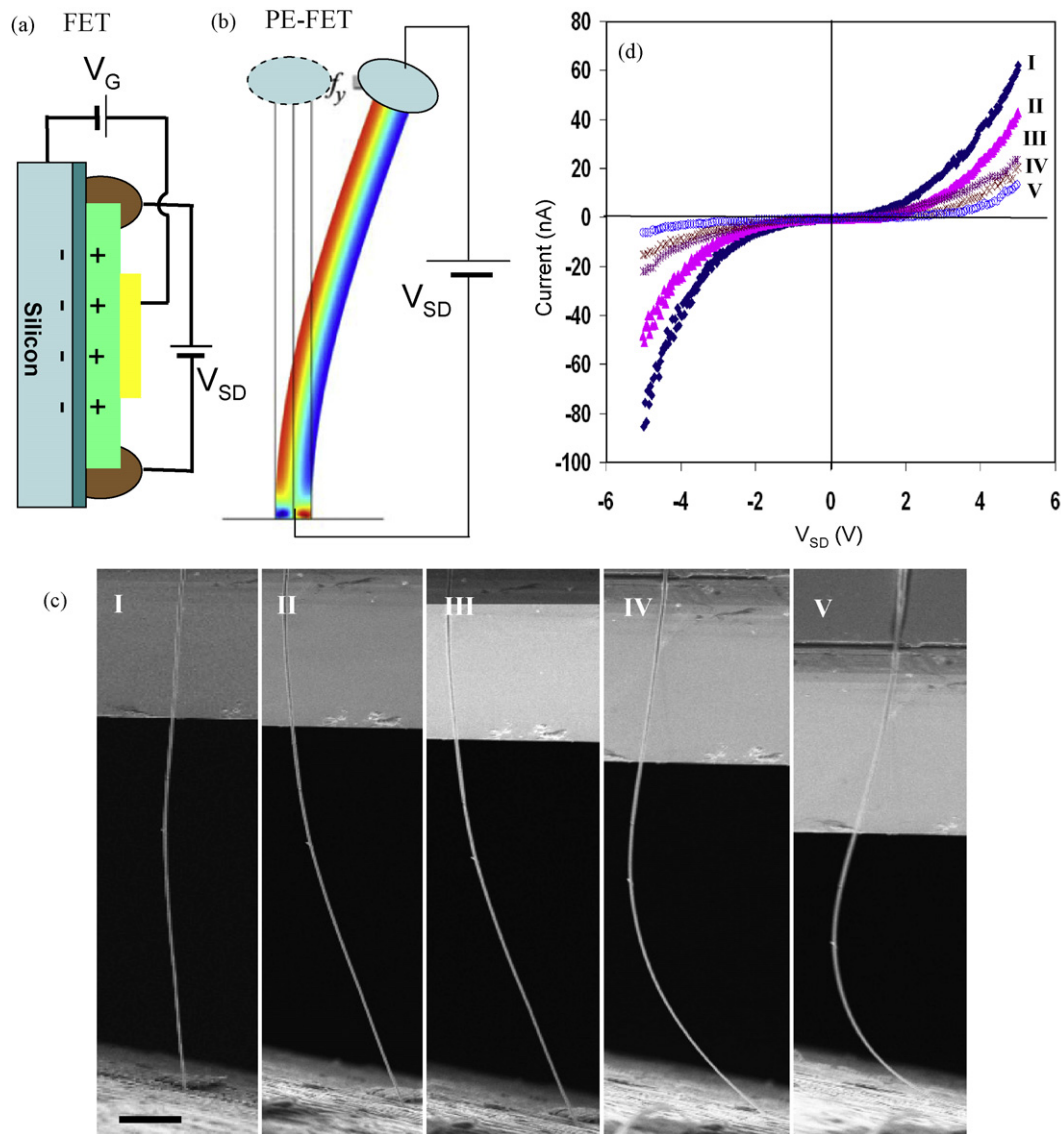 (a) FET
V_G
Silicon
- + 
- +
- +
- +
V_SD
(b) PE-FET
f_y
V_SD
(d)
Current (nA)
80
60
40
20
0
-20
-40
-60
-80
-100
-6 -4 -2 0 2 4 6
V_SD (V)
I
II
III
IV
V
(c)
I II III IV V